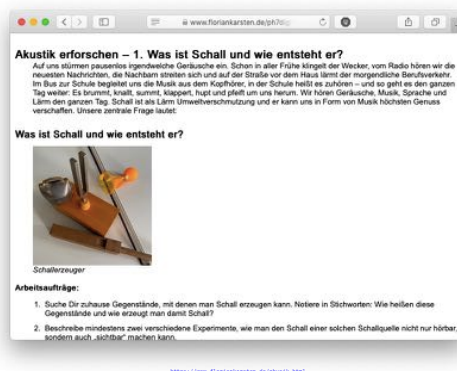 www.floriankarsten.de/ph7dig
Akustik erforschen – 1. Was ist Schall und wie entsteht er?
Auf uns stürmen pausenlos irgendwelche Geräusche ein. Schon in aller Frühe klingelt der Wecker, vom Radio hören wir die
neuesten Nachrichten, die Nachbarn streiten sich und auf der Straße vor dem Haus lärmt der morgendliche Berufsverkehr.
Im Bus zur Schule begleitet uns die Musik aus dem Kopfhörer, in der Schule heißt es zuhören – und so geht es den ganzen
Tag weiter: Es brummt, knallt, summt, klappert, hupt und pfeift um uns herum. Wir hören Geräusche, Musik, Sprache und
Lärm den ganzen Tag. Schall ist als Lärm Umweltverschmutzung und er kann uns in Form von Musik höchsten Genuss
verschaffen. Unsere zentrale Frage lautet:
Was ist Schall und wie entsteht er?
Schallerzeuger
Arbeitsaufträge:
1. Suche Dir zuhause Gegenstände, mit denen man Schall erzeugen kann. Notiere in Stichworten: Wie heißen diese
Gegenstände und wie erzeugt man damit Schall?
2. Beschreibe mindestens zwei verschiedene Experimente, wie man den Schall einer solchen Schallquelle nicht nur hörbar,
sondern auch „sichtbar" machen kann.